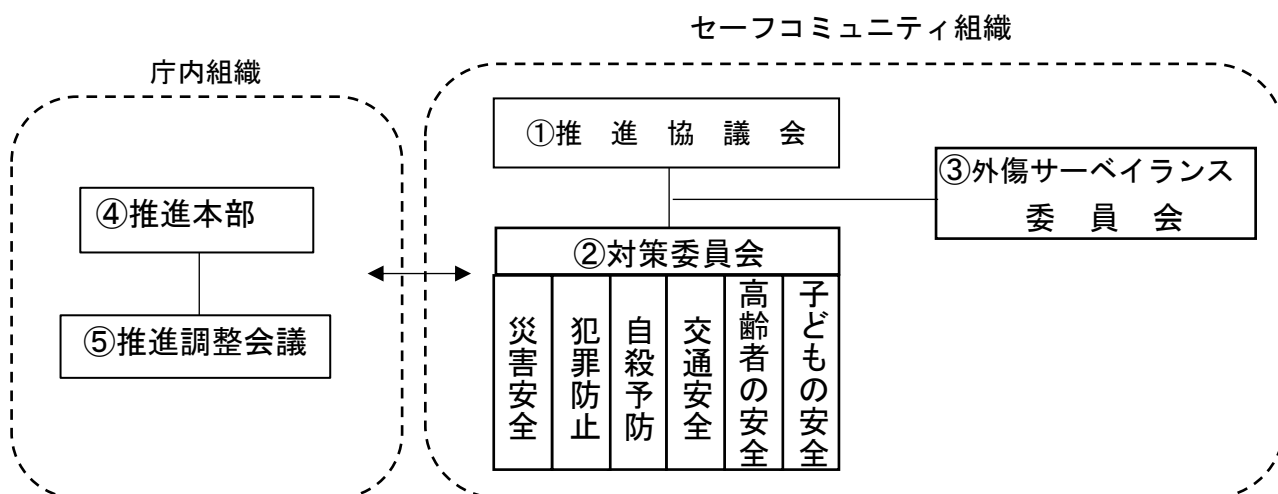 セーフコミュニティ組織
庁内組織
①推　進　協　議　会
③外傷サーベイランス
委　員　会
④推進本部
②対策委員会
⑤推進調整会議
災害安全
犯罪防止
自殺予防
交通安全
高齢者の安全
子どもの安全